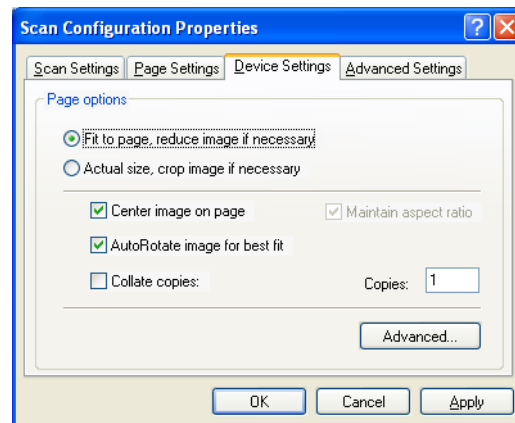 Scan Configuration Properties
Scan Settings Page Settings Device Settings Advanced Settings
Page options
Fit to page, reduce image if necessary
Actual size, crop image if necessary
Center image on page Maintain aspect ratio
AutoRotate image for best fit
Collate copies: Copies: 1
Advanced...
OK Cancel Apply